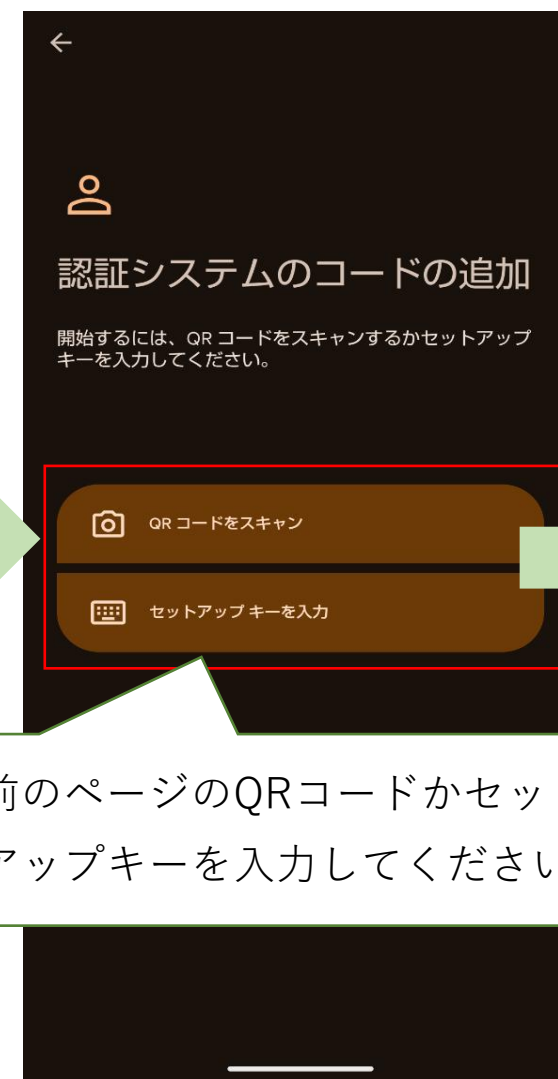 認証システムのコードの追加
開始するには、QR コードをスキャンするかセットアップ
キーを入力してください。
QR コードをスキャン
セットアップ キーを入力
前のページのQRコードかセッ
アップキーを入力してください